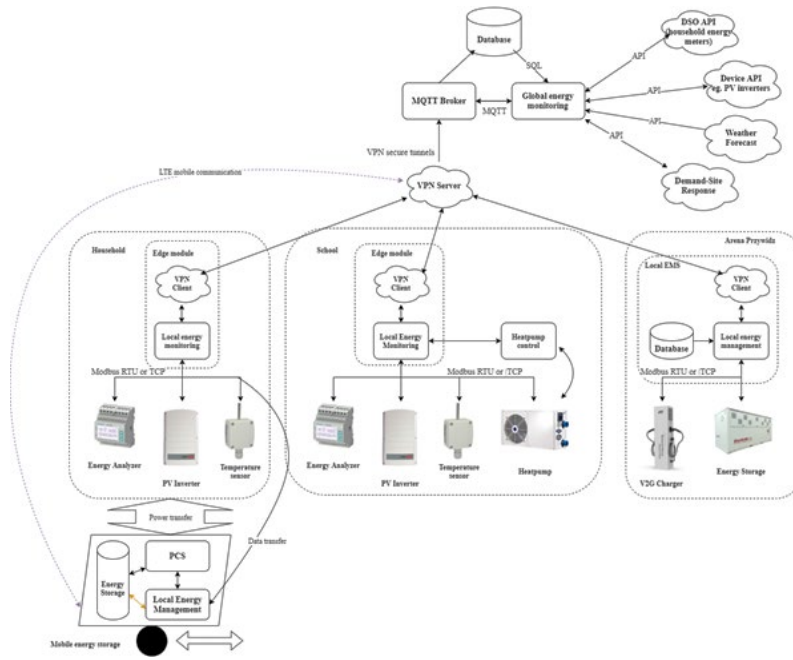 DSO API
(household energy
meters)
Database
API
SQL
Device API
eg. PV inverters
API
MQTT Broker
MQTT
Global energy
monitoring
API
Weather
Forecast
API
VPN secure tunnels
Demand-Site
Response
LTE mobile communication
VPN Server
Household
Edge module
VPN
Client
Local energy
monitoring
Modbus RTU or /TCP
Energy Analyzer
PV Inverter
Temperature
sensor
School
Edge module
VPN
Client
Local Energy
Monitoring
Heatpump
control
Modbus RTU or /TCP
Energy Analyzer
PV Inverter
Temperature
sensor
Heatpump
Arena Przywidz
Local EMS
VPN
Client
Database
Local energy
management
Modbus RTU or /TCP
V2G Charger
Energy Storage
Power transfer
Data transfer
PCS
Energy
Storage
Local Energy
Management
Mobile energy storage